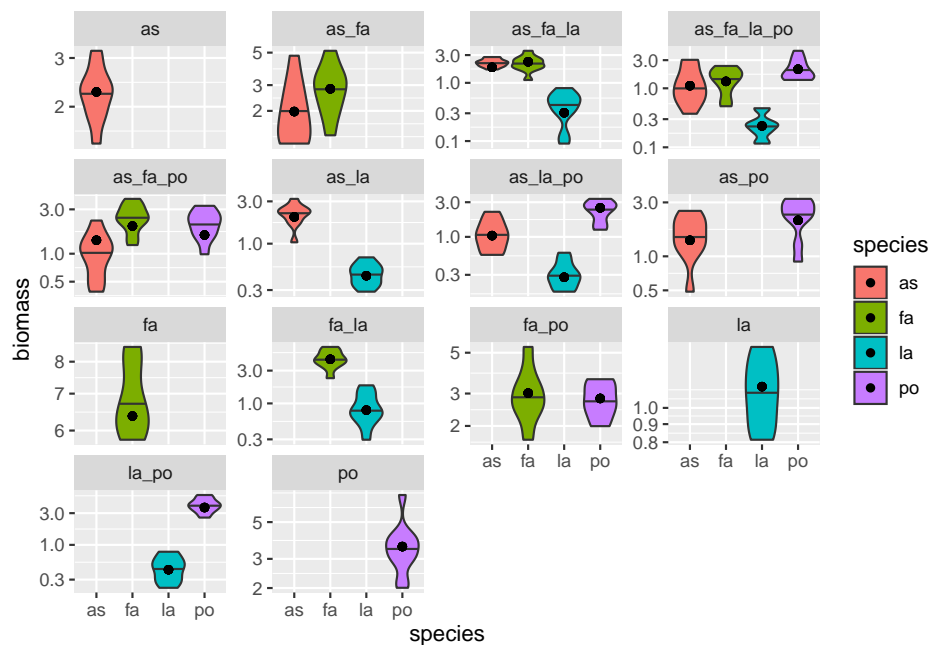 as
as_fa
as_fa_la
as_fa_la_po
3
2
5
3
2
3.0
1.0
0.3
0.1
3.0
1.0
0.3
0.1
as_fa_po
as_la
as_la_po
as_po
3.0
1.0
0.5
3.0
1.0
0.3
3.0
1.0
0.3
3.0
1.0
0.5
fa
fa_la
fa_po
la
8
7
6
3.0
1.0
0.3
5
3
2
1.0
0.9
0.8
as fa la po
as fa la po
la_po
po
3.0
1.0
0.3
5
3
2
as fa la po
as fa la po
species
biomass
species
as
fa
la
po